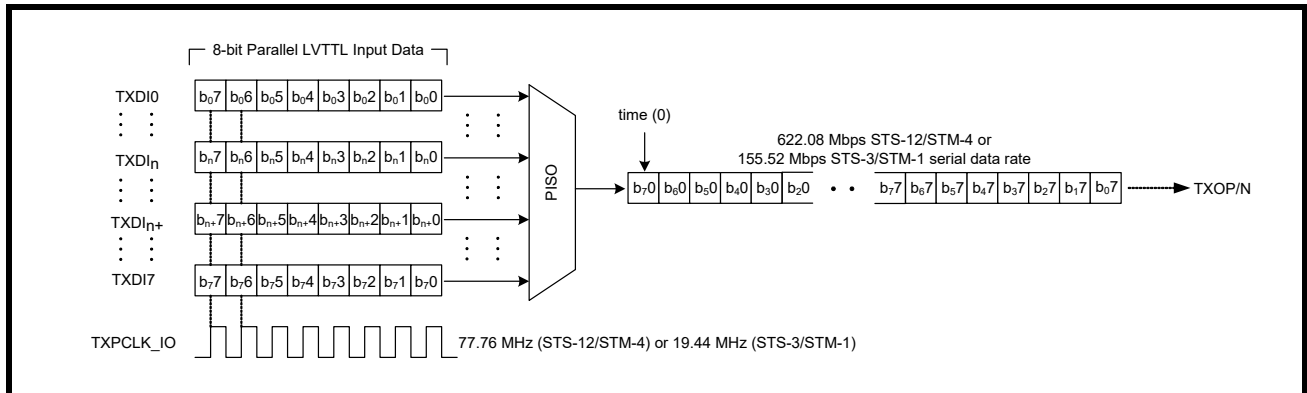 8-bit Parallel LVTTL Input Data
TXDI0
b₀7 b₀6 b₀5 b₀4 b₀3 b₀2 b₀1 b₀0
time (0)
622.08 Mbps STS-12/STM-4 or
155.52 Mbps STS-3/STM-1 serial data rate
TXDIn
bₙ7 bₙ6 bₙ5 bₙ4 bₙ3 bₙ2 bₙ1 bₙ0
PISO
b₇0 b₆0 b₅0 b₄0 b₃0 b₂0 b₇7 b₆7 b₅7 b₄7 b₃7 b₂7 b₁7 b₀7
TXOP/N
TXDIn+
bₙ₊7 bₙ₊6 bₙ₊5 bₙ₊4 bₙ₊3 bₙ₊2 bₙ₊1 bₙ₊0
TXDI7
b₇7 b₇6 b₇5 b₇4 b₇3 b₇2 b₇1 b₇0
TXPCLK_IO
77.76 MHz (STS-12/STM-4) or 19.44 MHz (STS-3/STM-1)